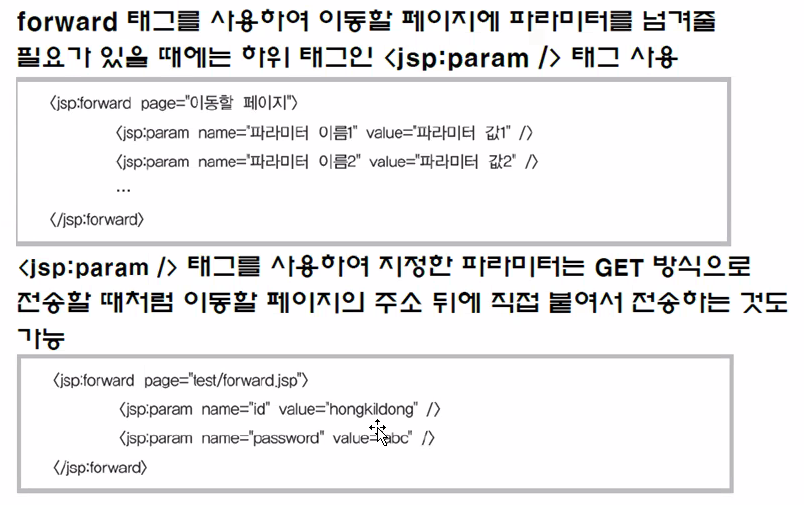 forward 태그를 사용하여 이동할 페이지에 파라미터를 넘겨줄
필요가 있을 때에는 하위 태그인 <jsp:param /> 태그 사용
<jsp:forward page="이동할 페이지">
<jsp:param name="파라미터 이름1" value="파라미터 값1" />
<jsp:param name="파라미터 이름2" value="파라미터 값2" />
...
</jsp:forward>
<jsp:param /> 태그를 사용하여 지정한 파라미터는 GET 방식으로
전송할 때처럼 이동할 페이지의 주소 뒤에 직접 붙여서 전송하는 것도
가능
<jsp:forward page="test/forward.jsp">
<jsp:param name="id" value="hongkildong" />
<jsp:param name="password" value="abc" />
</jsp:forward>